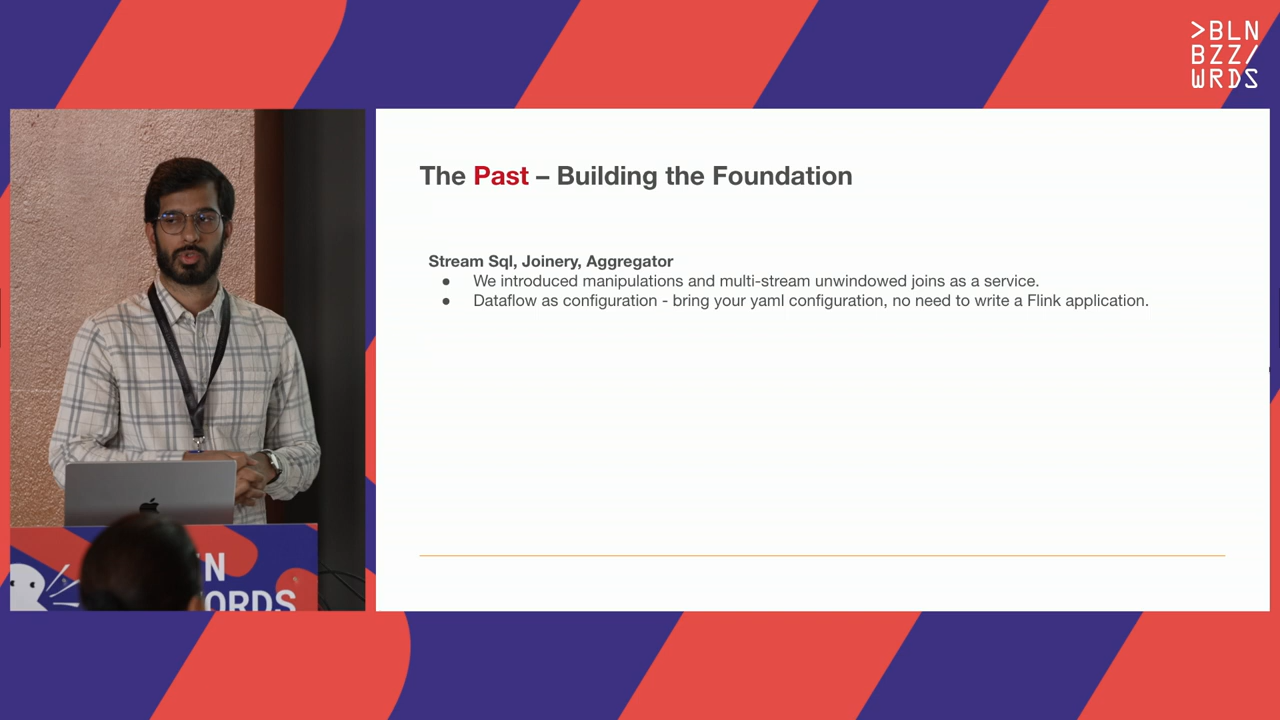 >BLN
BZZ/
WRDS
The Past – Building the Foundation
Stream Sql, Joinery, Aggregator
● We introduced manipulations and multi-stream unwindowed joins as a service.
● Dataflow as configuration - bring your yaml configuration, no need to write a Flink application.
N
ORDS